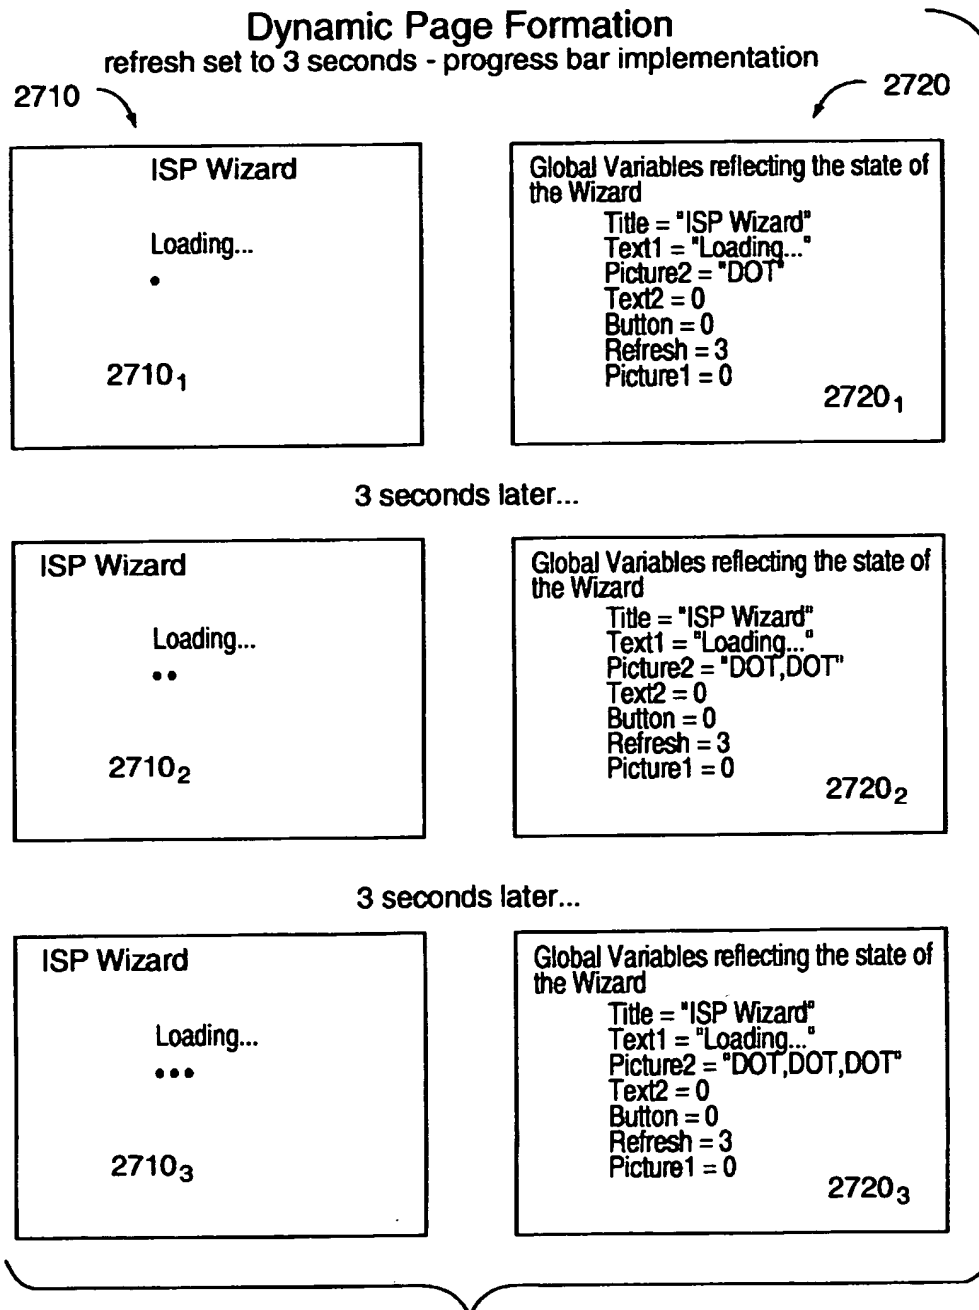 Dynamic Page Formation
refresh set to 3 seconds - progress bar implementation
2710
2720
ISP Wizard
Loading...
2710₁
Global Variables reflecting the state of
the Wizard
Title = "ISP Wizard"
Text1 = "Loading..."
Picture2 = "DOT"
Text2 = 0
Button = 0
Refresh = 3
Picture1 = 0
2720₁
3 seconds later...
ISP Wizard
Loading...
2710₂
Global Variables reflecting the state of
the Wizard
Title = "ISP Wizard"
Text1 = "Loading..."
Picture2 = "DOT,DOT"
Text2 = 0
Button = 0
Refresh = 3
Picture1 = 0
2720₂
3 seconds later...
ISP Wizard
Loading...
2710₃
Global Variables reflecting the state of
the Wizard
Title = "ISP Wizard"
Text1 = "Loading..."
Picture2 = "DOT,DOT,DOT"
Text2 = 0
Button = 0
Refresh = 3
Picture1 = 0
2720₃